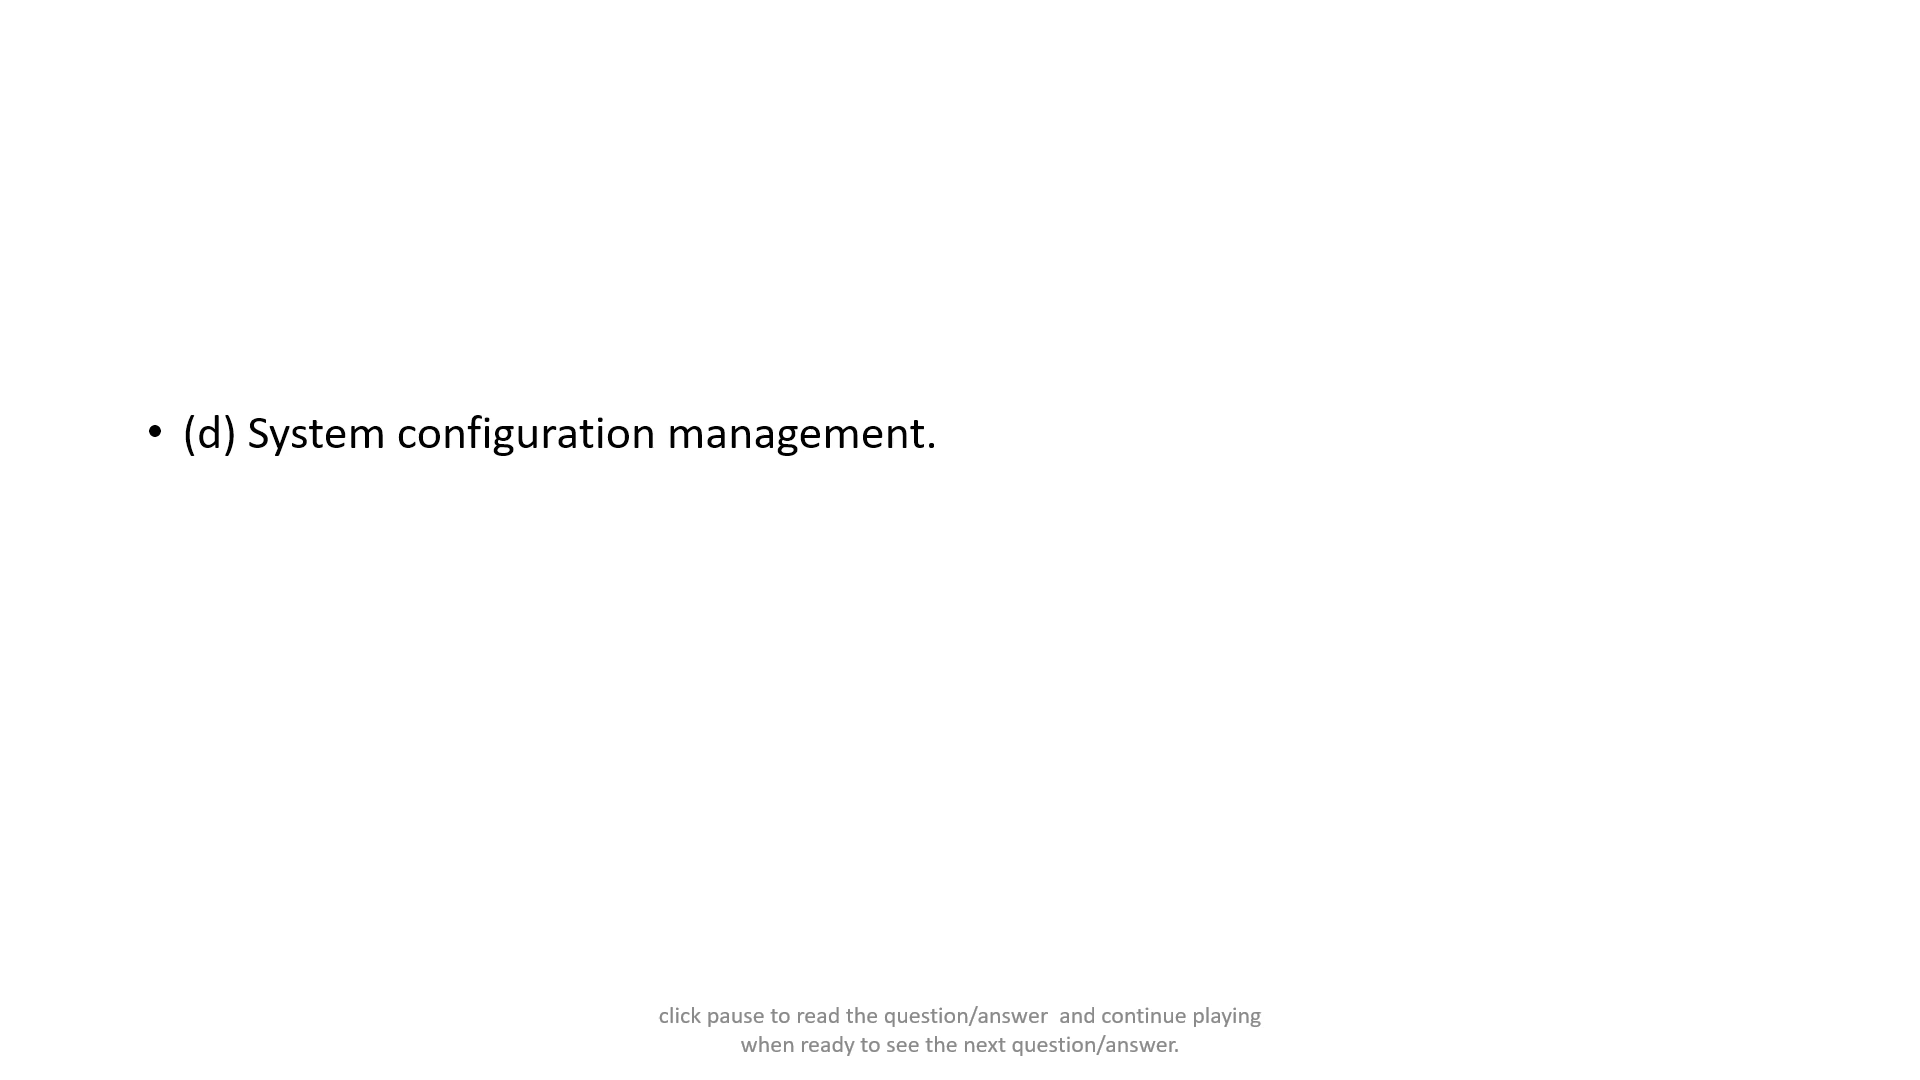 • (d) System configuration management.
click pause to read the question/answer  and continue playing
when ready to see the next question/answer.